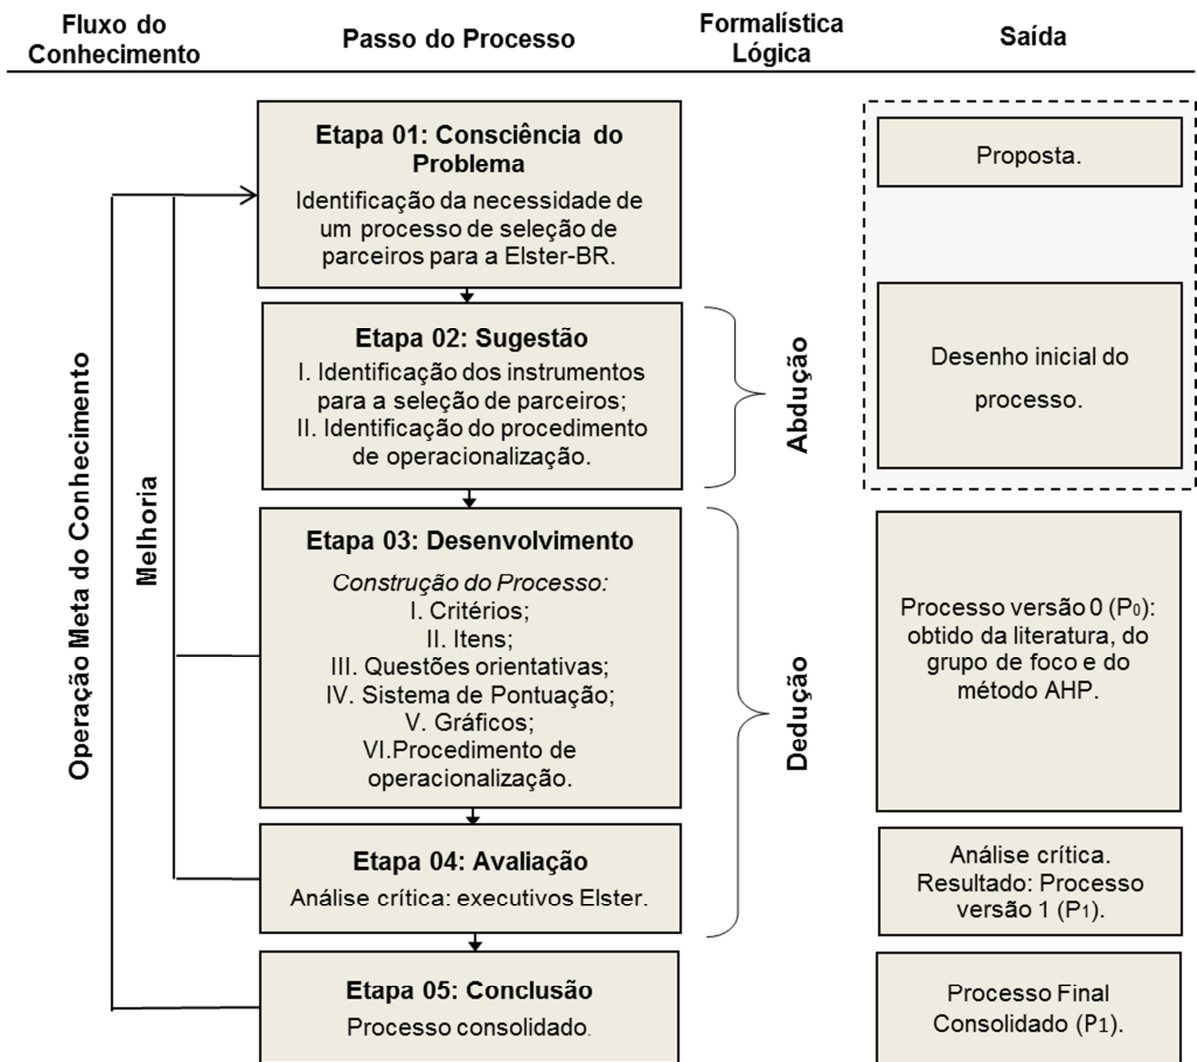 Fluxo do
Conhecimento
Passo do Processo
Formalística
Lógica
Saída
Operação Meta do Conhecimento
Melhoria
Etapa 01: Consciência do
Problema
Identificação da necessidade de
um processo de seleção de
parceiros para a Elster-BR.
Proposta.
Etapa 02: Sugestão
I. Identificação dos instrumentos
para a seleção de parceiros;
II. Identificação do procedimento
de operacionalização.
Abdução
Desenho inicial do
processo.
Etapa 03: Desenvolvimento
Construção do Processo:
I. Critérios;
II. Itens;
III. Questões orientativas;
IV. Sistema de Pontuação;
V. Gráficos;
VI.Procedimento de
operacionalização.
Dedução
Processo versão 0 (P₀):
obtido da literatura, do
grupo de foco e do
método AHP.
Etapa 04: Avaliação
Análise crítica: executivos Elster.
Análise crítica.
Resultado: Processo
versão 1 (P₁).
Etapa 05: Conclusão
Processo consolidado.
Processo Final
Consolidado (P1).